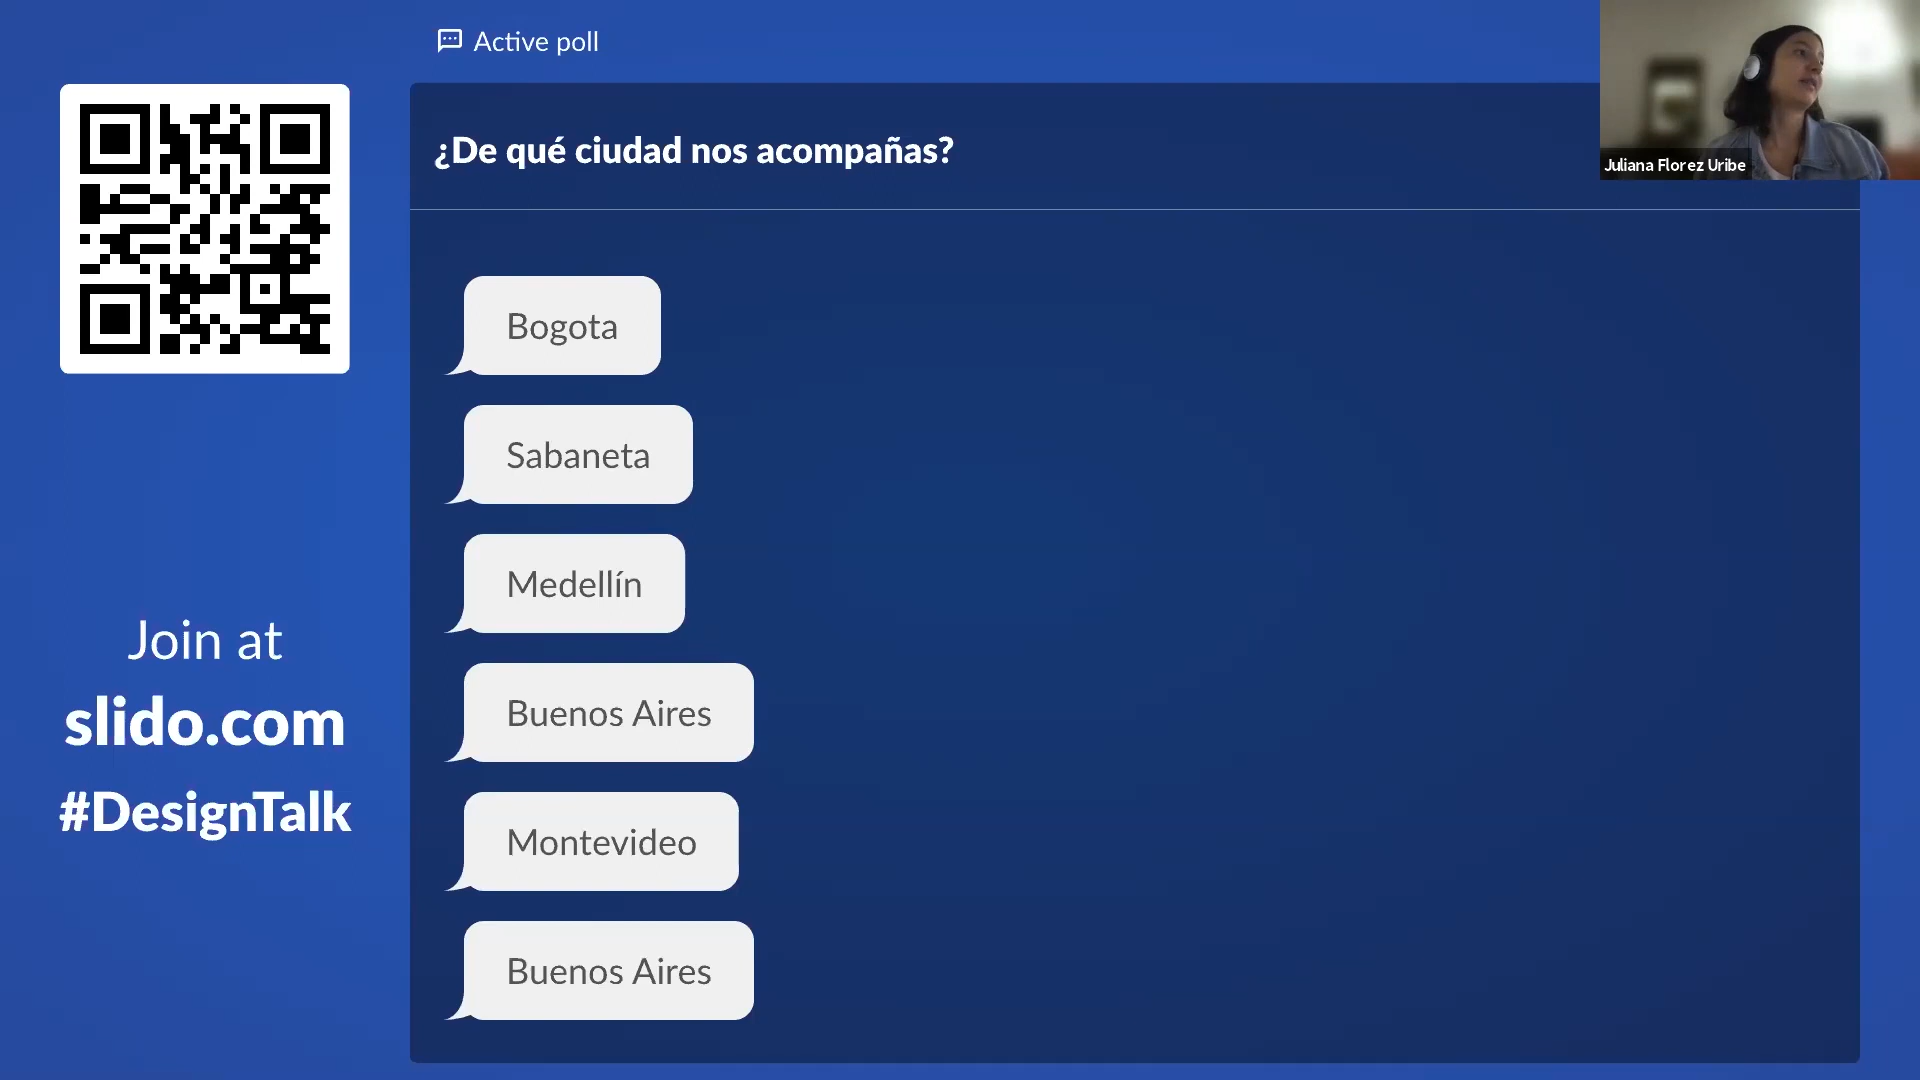 Active poll
¿De qué ciudad nos acompañas?
Juliana Florez Uribe
Bogota
Sabaneta
Medellín
Buenos Aires
Montevideo
Buenos Aires
Join at
slido.com
#DesignTalk